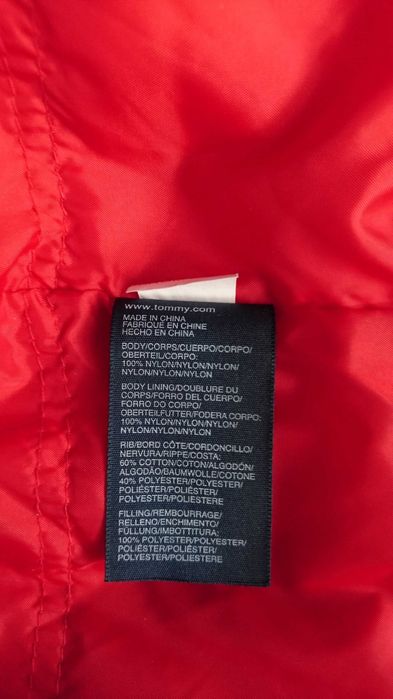 www.tommy.com
MADE IN CHINA
FABRIQUE EN CHINE
HECHO EN CHINA
BODY/CORPS/CUERPO/CORPO/
OBERTEIL/CORPO:
100% NYLON/NYLON/NYLON/
NYLON/NYLON/NYLON
BODY LINING/DOUBLURE DU
CORPS/FORRO DEL CUERPO/
FORRO DO CORPO/
OBERTEILFUTTER/FODERA CORPO:
100% NYLON/NYLON/NYLON/
NYLON/NYLON/NYLON
RIB/BORD CÔTE/CORDONCILLO/
NERVURA/RIPPE/COSTA:
60% COTTON/COTON/ALGODÓN/
ALGODÃO/BAUMWOLLE/COTONE
40% POLYESTER/POLYESTER/
POLIÉSTER/POLIÉSTER/
POLYESTER/POLIESTERE
FILLING/REMBOURRAGE/
RELLENO/ENCHIMENTO/
FÜLLUNG/IMBOTTITURA:
100% POLYESTER/POLYESTER/
POLIÉSTER/POLIÉSTER/
POLYESTER/POLIESTERE